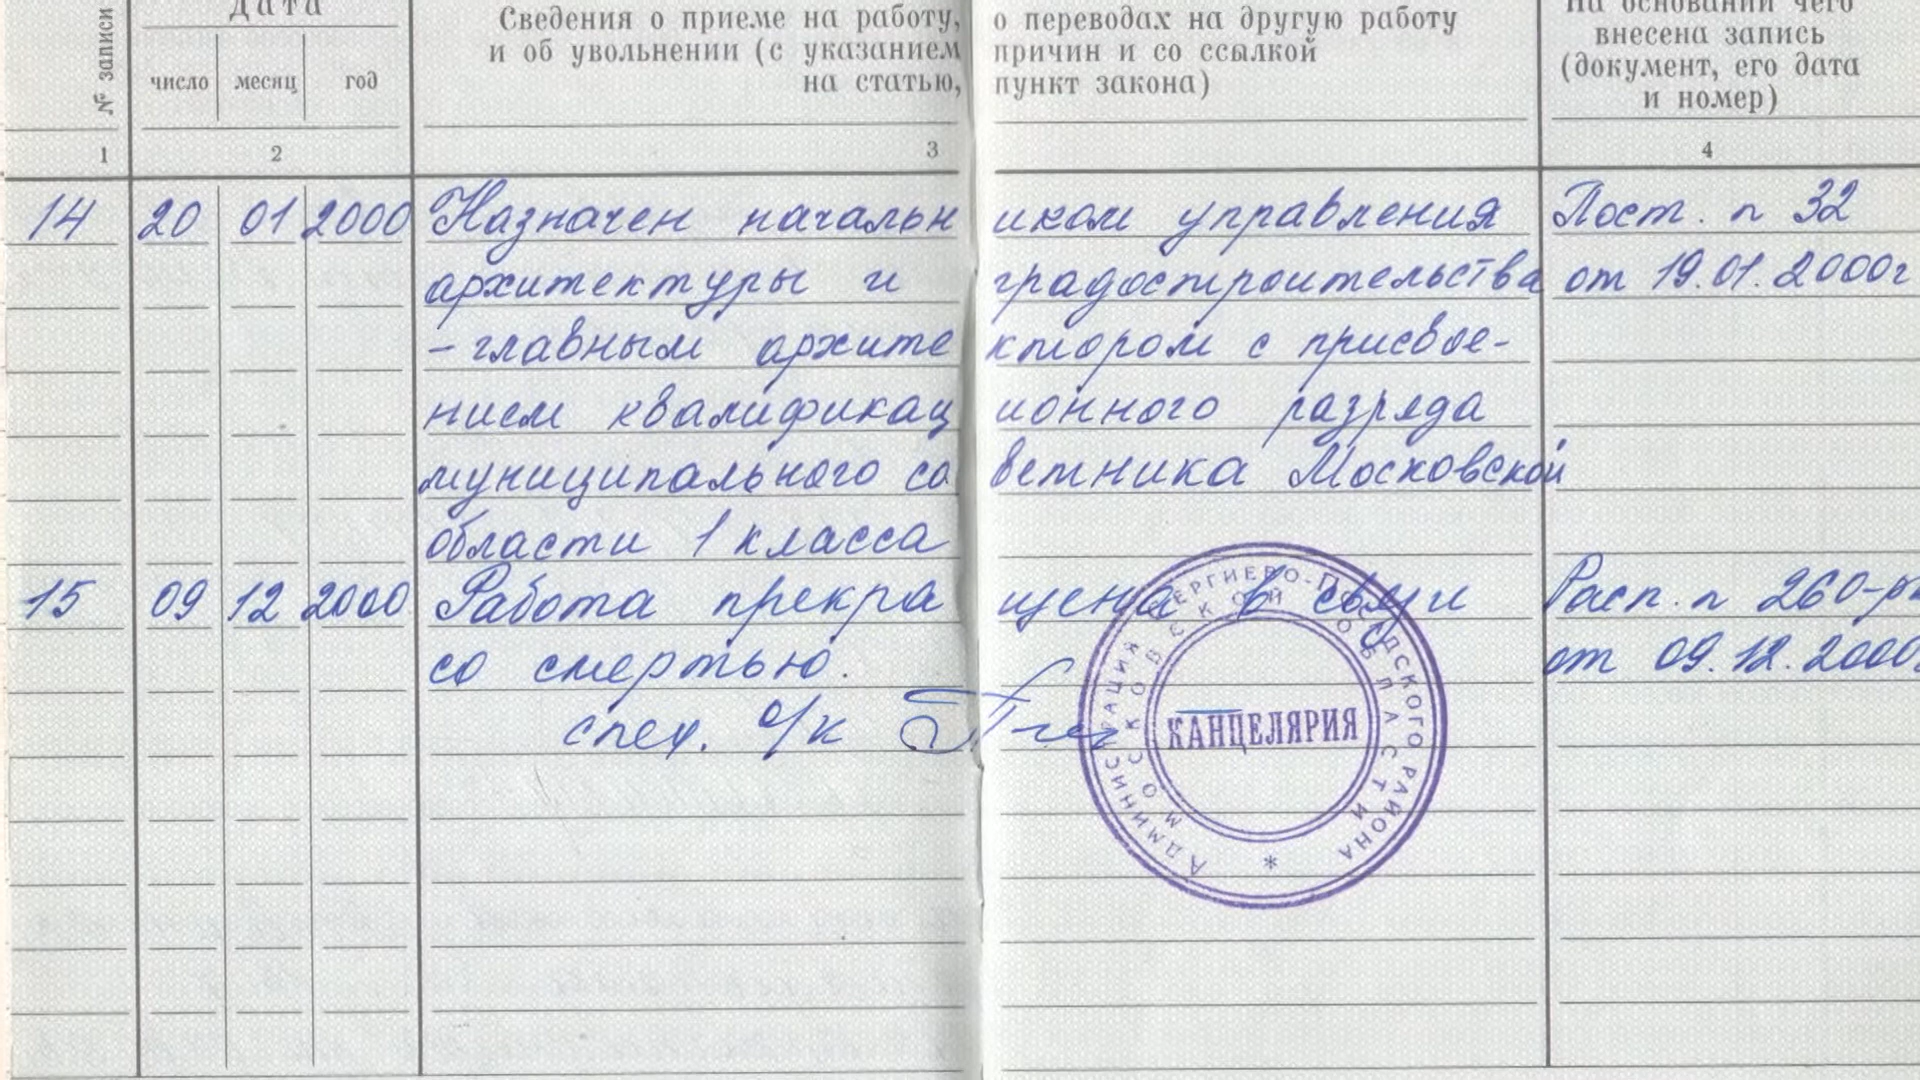 № записи
Дата
число месяц год
Сведения о приеме на работу, о переводах на другую работу
и об увольнении (с указанием причин и со ссылкой
на статью, пункт закона)
На основании чего
внесена запись
(документ, его дата
и номер)
1 2 3 4
14 20 01 2000 Назначен начальником управления Пост. п 32
архитектуры и градостроительства от 19.01.2000г
- главным архитектором с присвое-
нием квалификационного разряда
муниципального советника Московской
области 1 класса
15 09 12 2000 Работа прекращена в связи Расп. п 260-рк
со смертью. от 09.12.2000г
спец. о/к
АДМИНИСТРАЦИЯ СЕРГИЕВО-ПОСАДСКОГО РАЙОНА *
МОСКОВСКОЙ ОБЛАСТИ
КАНЦЕЛЯРИЯ